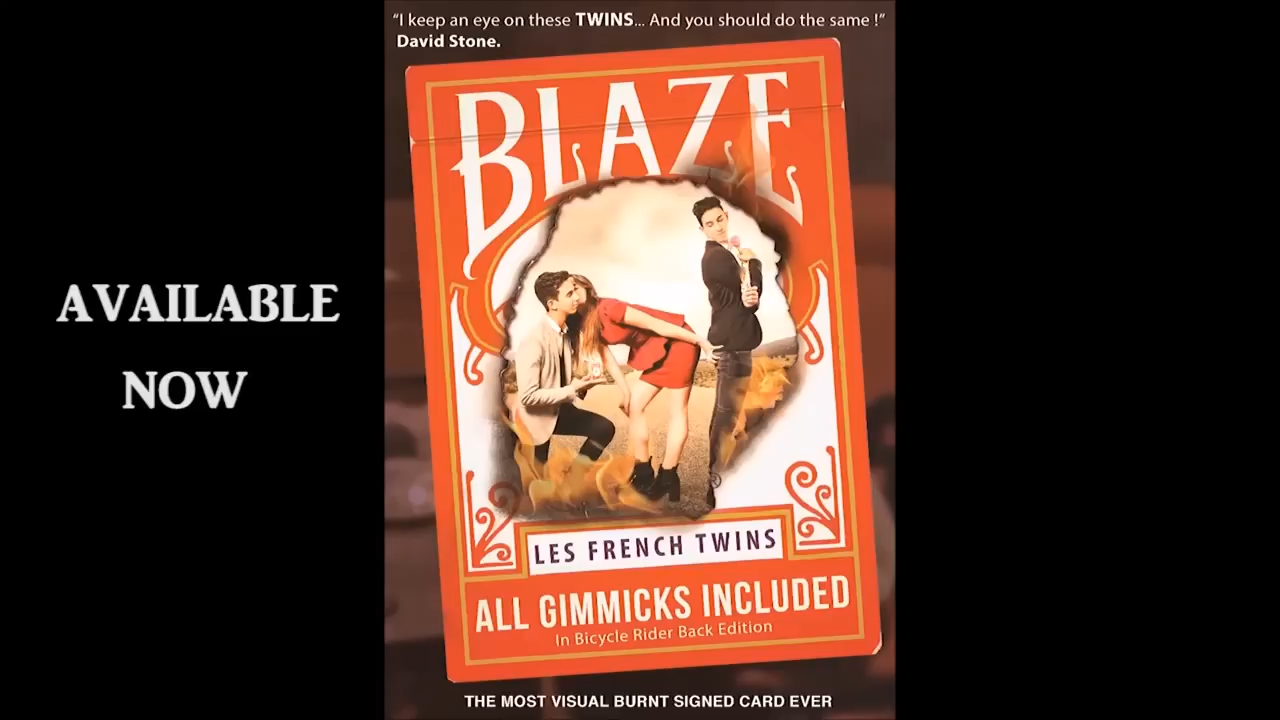 “I keep an eye on these TWINS... And you should do the same !”
David Stone.
BLAZE
AVAILABLE
NOW
LES FRENCH TWINS
ALL GIMMICKS INCLUDED
In Bicycle Rider Back Edition
THE MOST VISUAL BURNT SIGNED CARD EVER